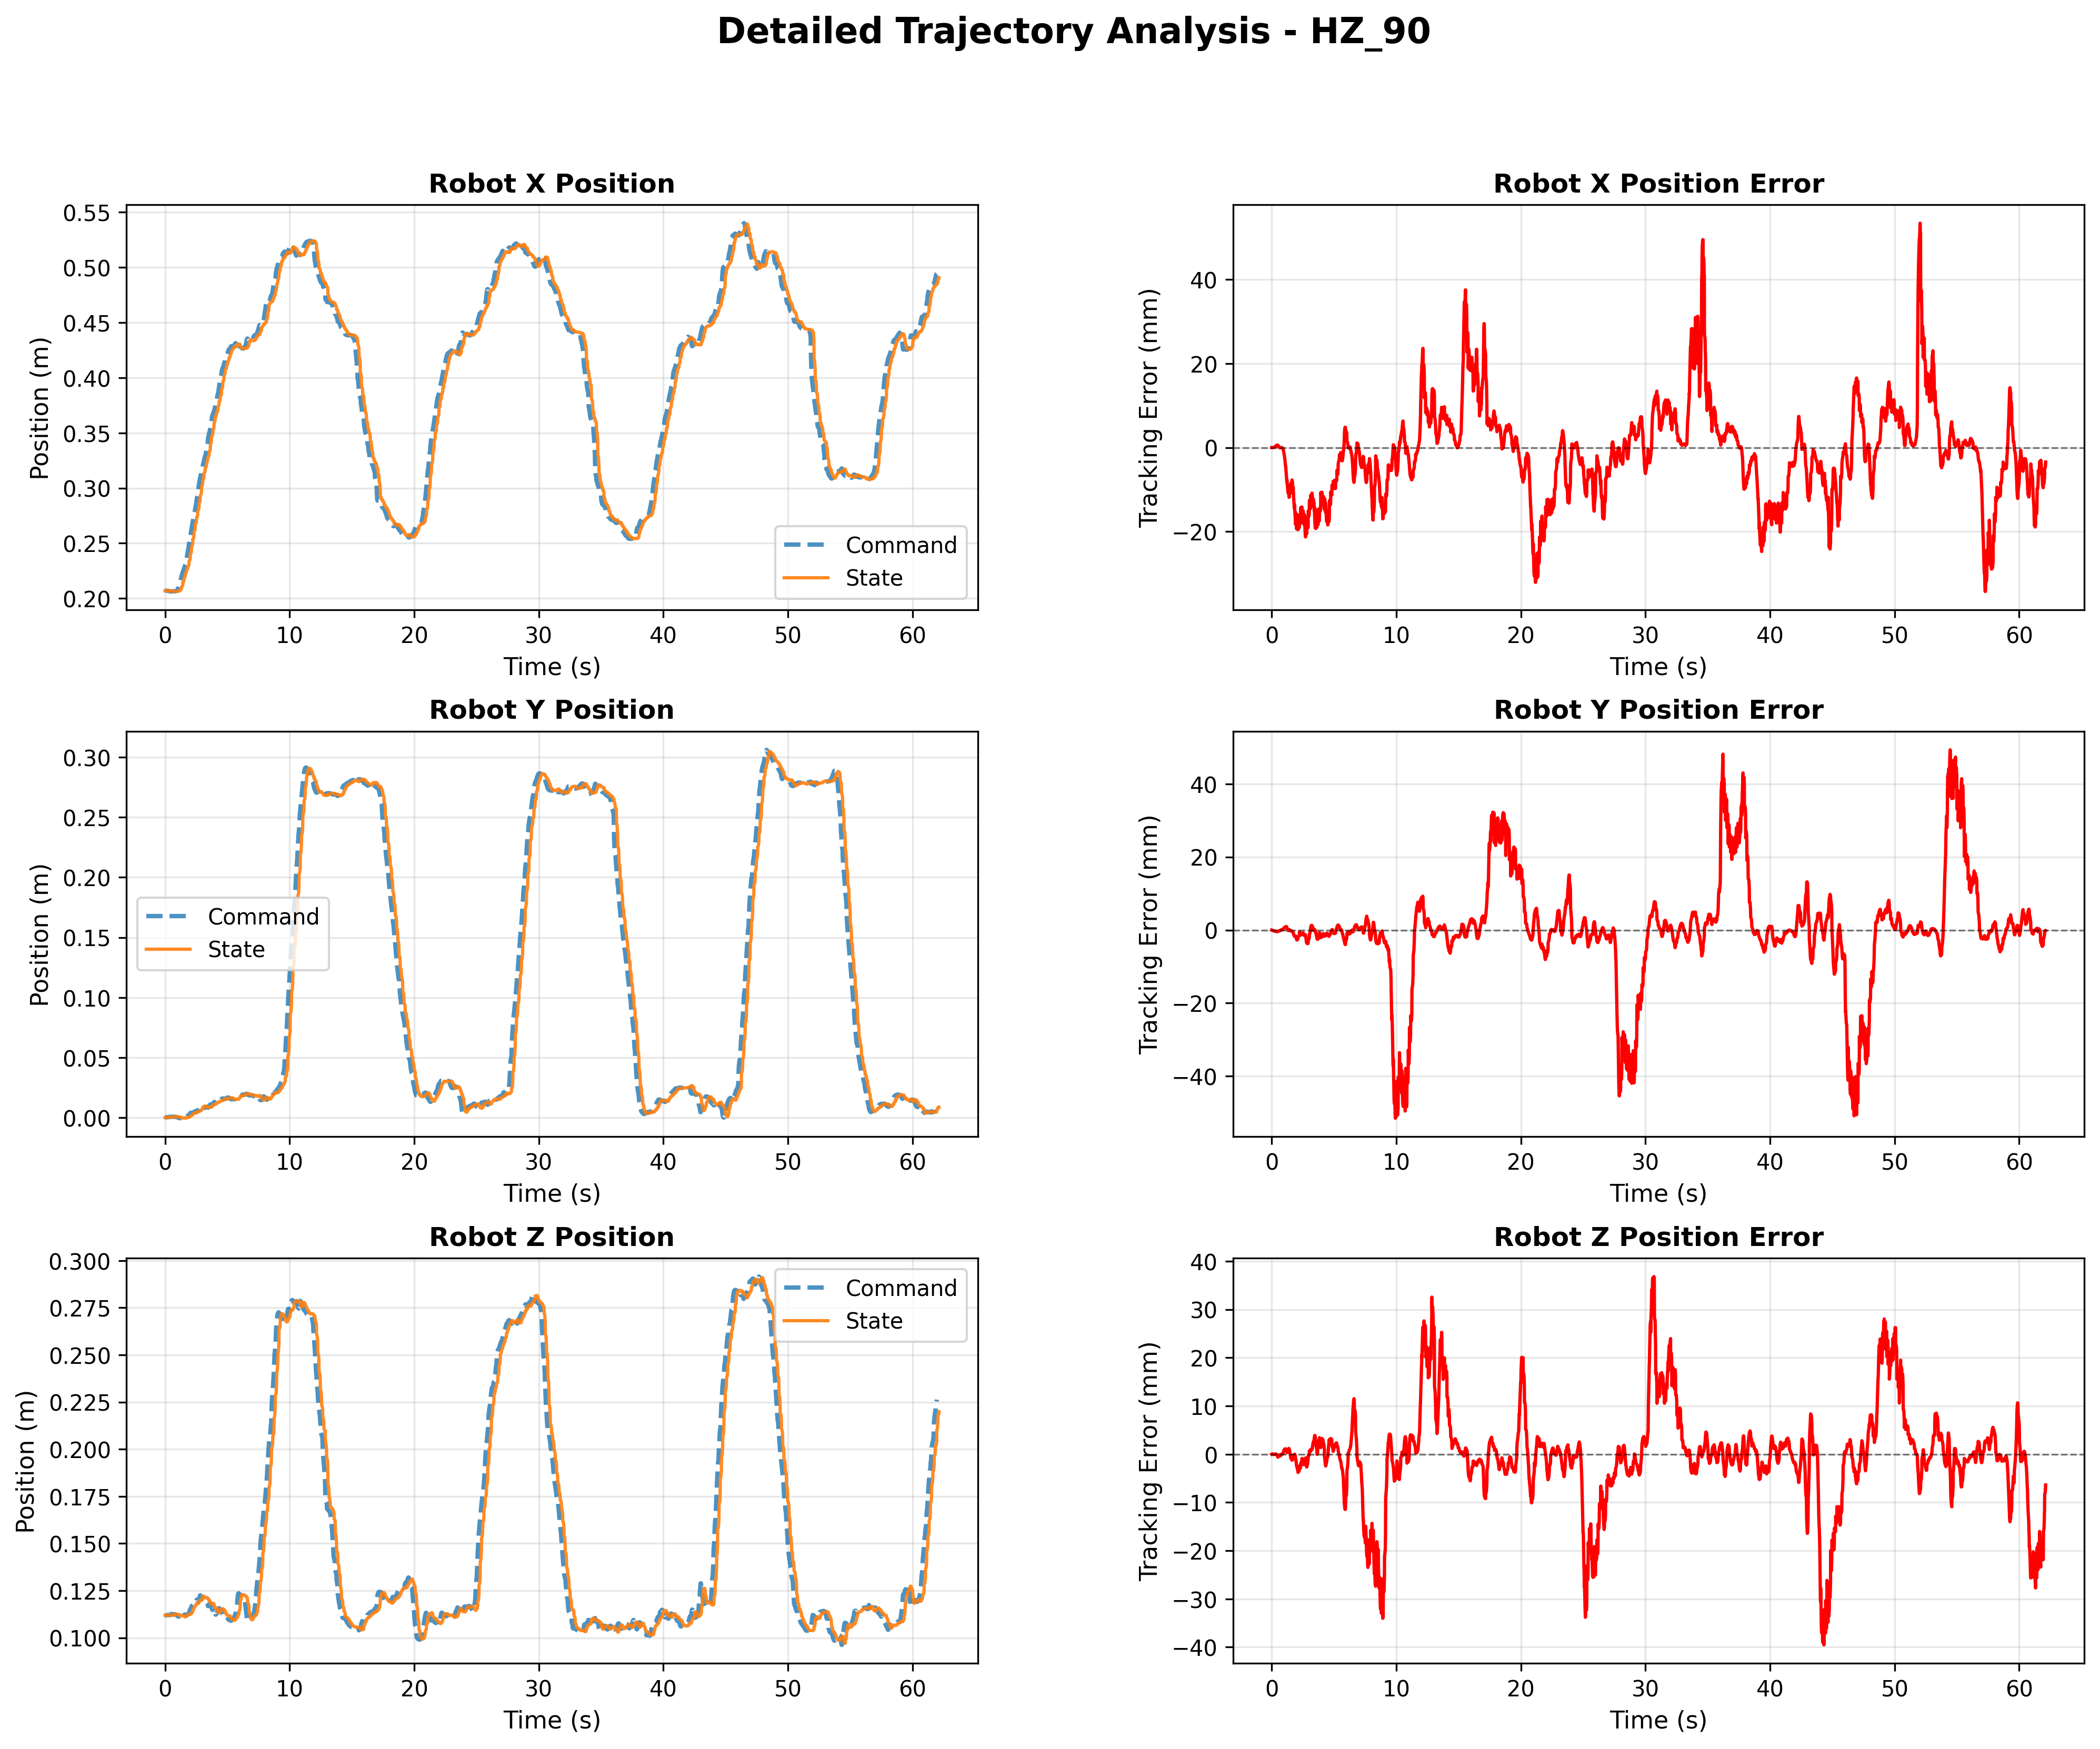 Detailed Trajectory Analysis - HZ_90
Robot X Position
Position (m)
0.55
0.50
0.45
0.40
0.35
0.30
0.25
0.20
Command
State
0 10 20 30 40 50 60
Time (s)
Robot X Position Error
Tracking Error (mm)
40
20
0
−20
0 10 20 30 40 50 60
Time (s)
Robot Y Position
Position (m)
0.30
0.25
0.20
0.15
0.10
0.05
0.00
Command
State
0 10 20 30 40 50 60
Time (s)
Robot Y Position Error
Tracking Error (mm)
40
20
0
−20
−40
0 10 20 30 40 50 60
Time (s)
Robot Z Position
Position (m)
0.300
0.275
0.250
0.225
0.200
0.175
0.150
0.125
0.100
Command
State
0 10 20 30 40 50 60
Time (s)
Robot Z Position Error
Tracking Error (mm)
40
30
20
10
0
−10
−20
−30
−40
0 10 20 30 40 50 60
Time (s)